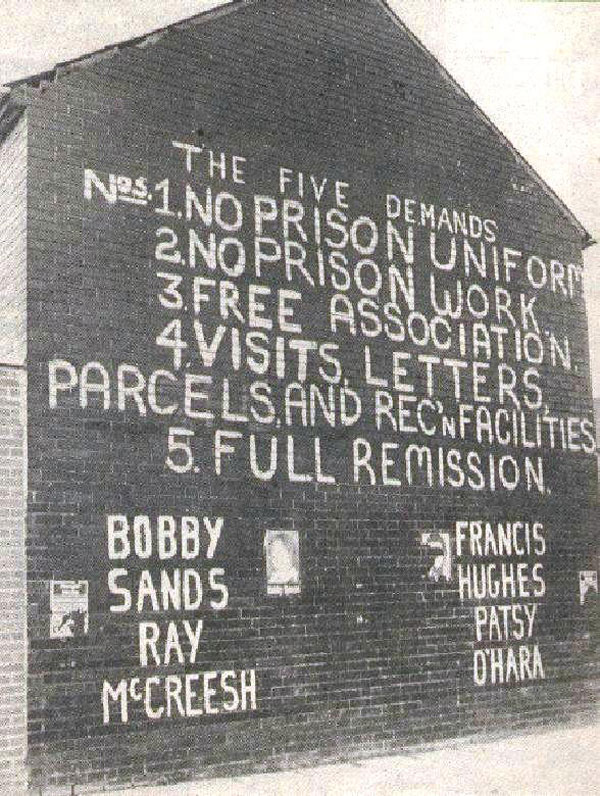 THE FIVE DEMANDS
Nos. 1. NO PRISON UNIFORM
2. NO PRISON WORK
3. FREE ASSOCIATION.
4. VISITS, LETTERS,
PARCELS, AND REC'N FACILITIES
5. FULL REMISSION.
BOBBY
SANDS
RAY
McCREESH
FRANCIS
HUGHES
PATSY
O'HARA